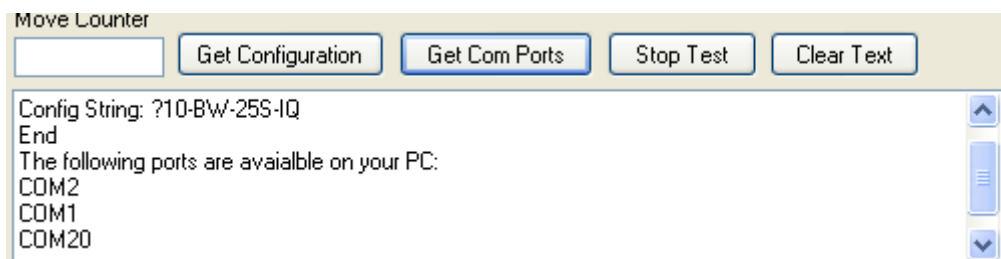 Move Counter
Get Configuration Get Com Ports Stop Test Clear Text
Config String: ?10-BW-25S-IQ
End
The following ports are avaialble on your PC:
COM2
COM1
COM20